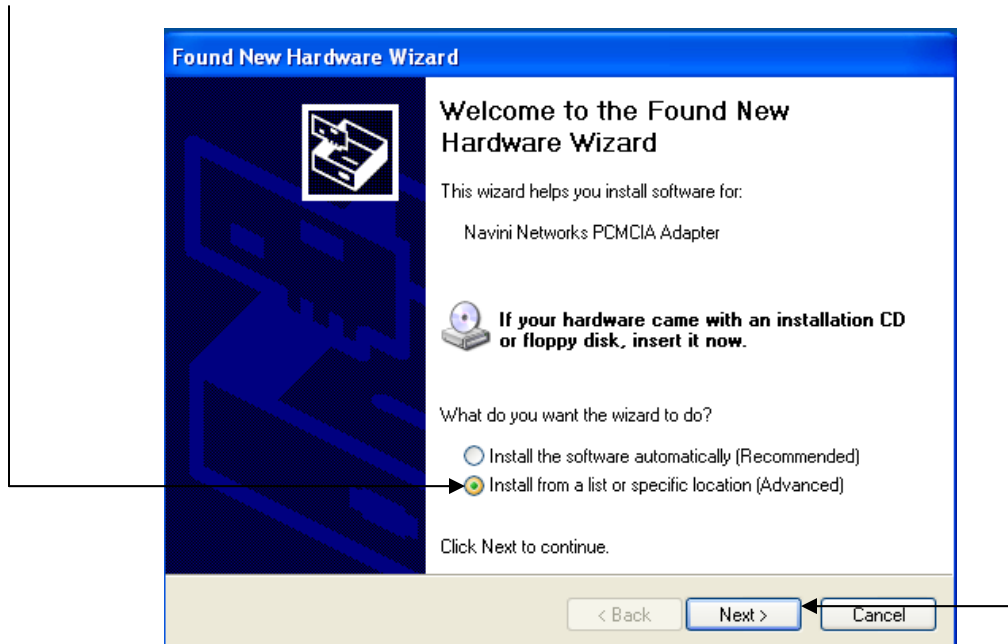 Found New Hardware Wizard
Welcome to the Found New
Hardware Wizard
This wizard helps you install software for:
Navini Networks PCMCIA Adapter
If your hardware came with an installation CD
or floppy disk, insert it now.
What do you want the wizard to do?
Install the software automatically (Recommended)
Install from a list or specific location (Advanced)
Click Next to continue.
< Back Next > Cancel